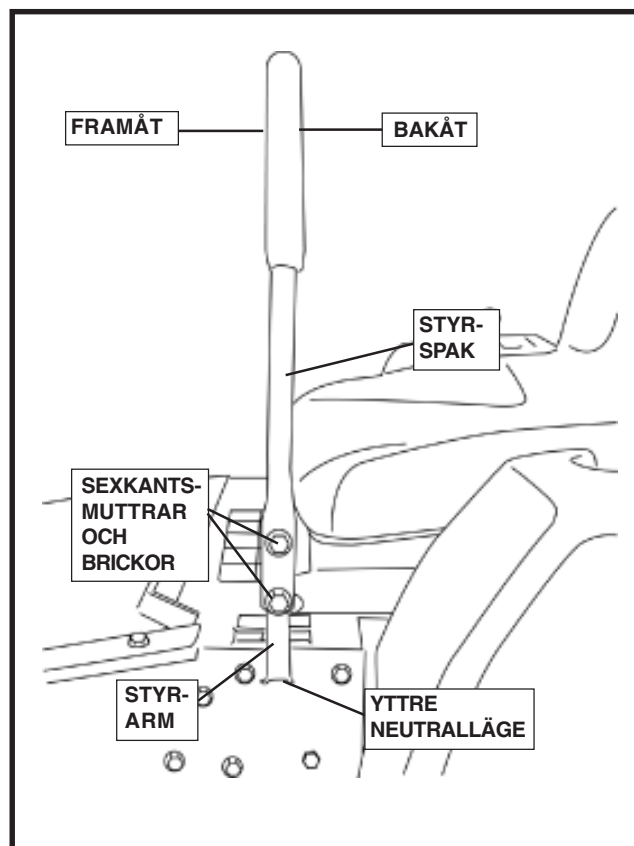 FRAMÅT
BAKÅT
STYR-
SPAK
SEXKANTS-
MUTTRAR
OCH
BRICKOR
STYR-
ARM
YTTRE
NEUTRALLÄGE